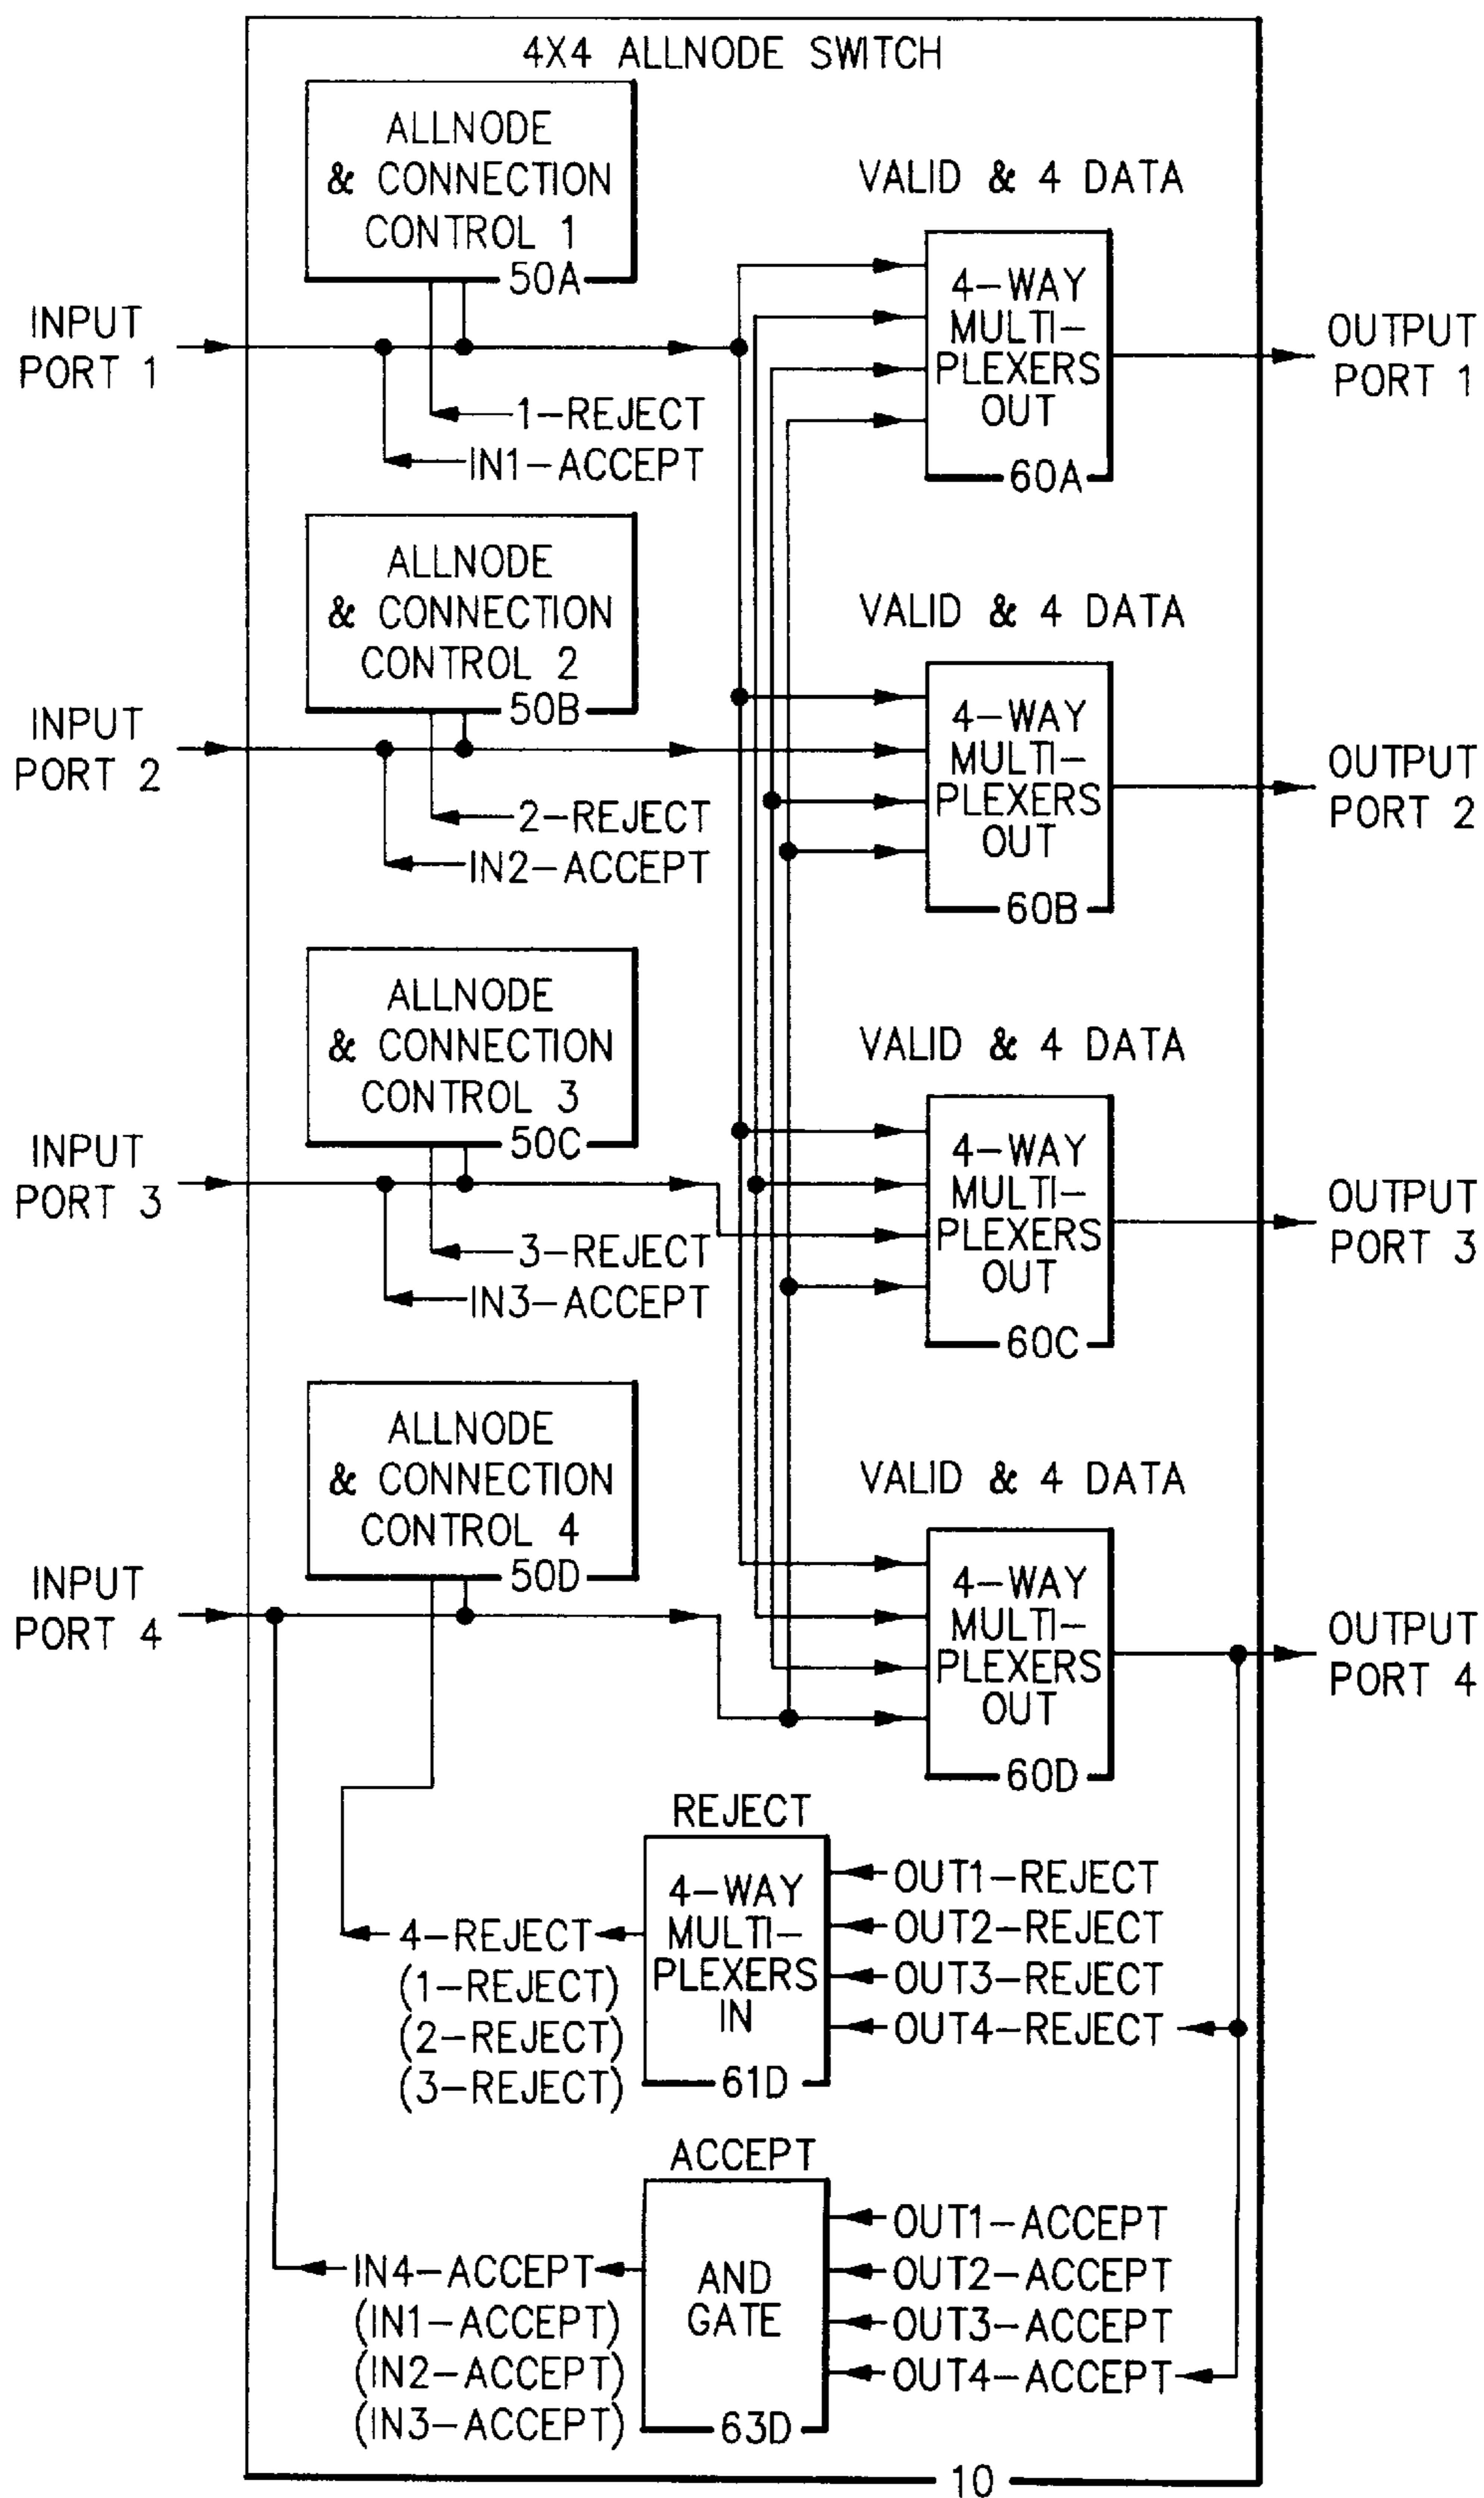 4X4 ALLNODE SWITCH
ALLNODE
& CONNECTION
CONTROL 1
50A
VALID & 4 DATA
4-WAY
MULTI-
PLEXERS
OUT
60A
INPUT
PORT 1
OUTPUT
PORT 1
1-REJECT
IN1-ACCEPT
ALLNODE
& CONNECTION
CONTROL 2
50B
VALID & 4 DATA
4-WAY
MULTI-
PLEXERS
OUT
60B
INPUT
PORT 2
OUTPUT
PORT 2
2-REJECT
IN2-ACCEPT
ALLNODE
& CONNECTION
CONTROL 3
50C
VALID & 4 DATA
4-WAY
MULTI-
PLEXERS
OUT
60C
INPUT
PORT 3
OUTPUT
PORT 3
3-REJECT
IN3-ACCEPT
ALLNODE
& CONNECTION
CONTROL 4
50D
VALID & 4 DATA
4-WAY
MULTI-
PLEXERS
OUT
60D
INPUT
PORT 4
OUTPUT
PORT 4
REJECT
4-WAY
MULTI-
PLEXERS
IN
61D
OUT1-REJECT
OUT2-REJECT
OUT3-REJECT
OUT4-REJECT
4-REJECT
(1-REJECT)
(2-REJECT)
(3-REJECT)
ACCEPT
AND
GATE
63D
OUT1-ACCEPT
OUT2-ACCEPT
OUT3-ACCEPT
OUT4-ACCEPT
IN4-ACCEPT
(IN1-ACCEPT)
(IN2-ACCEPT)
(IN3-ACCEPT)
10